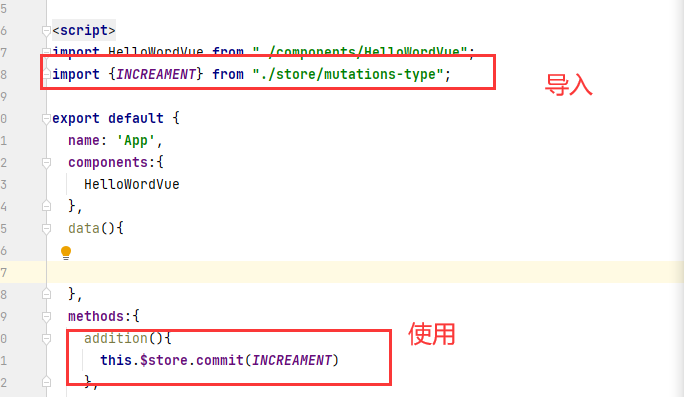 5
6 <script>
7 import HelloWordVue from "./components/HelloWordVue";
8 import {INCREAMENT} from "./store/mutations-type";
导入
9
0 export default {
1 name: 'App',
2 components:{
3 HelloWordVue
4 },
5 data(){
6
7
8 },
9 methods:{
使用
0 addition(){
1 this.$store.commit(INCREAMENT)
2 },